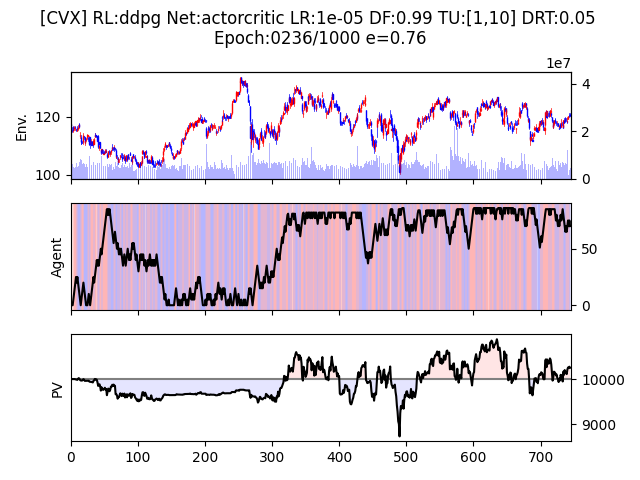 [CVX] RL:ddpg Net:actorcritic LR:1e-05 DF:0.99 TU:[1,10] DRT:0.05
Epoch:0236/1000 e=0.76
1e7
Env.
120
100
4
2
0
Agent
50
0
PV
10000
9000
0 100 200 300 400 500 600 700